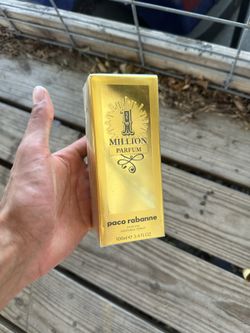 1
MILLION
PARFUM
paco rabanne
100ml 3.4 FL.OZ